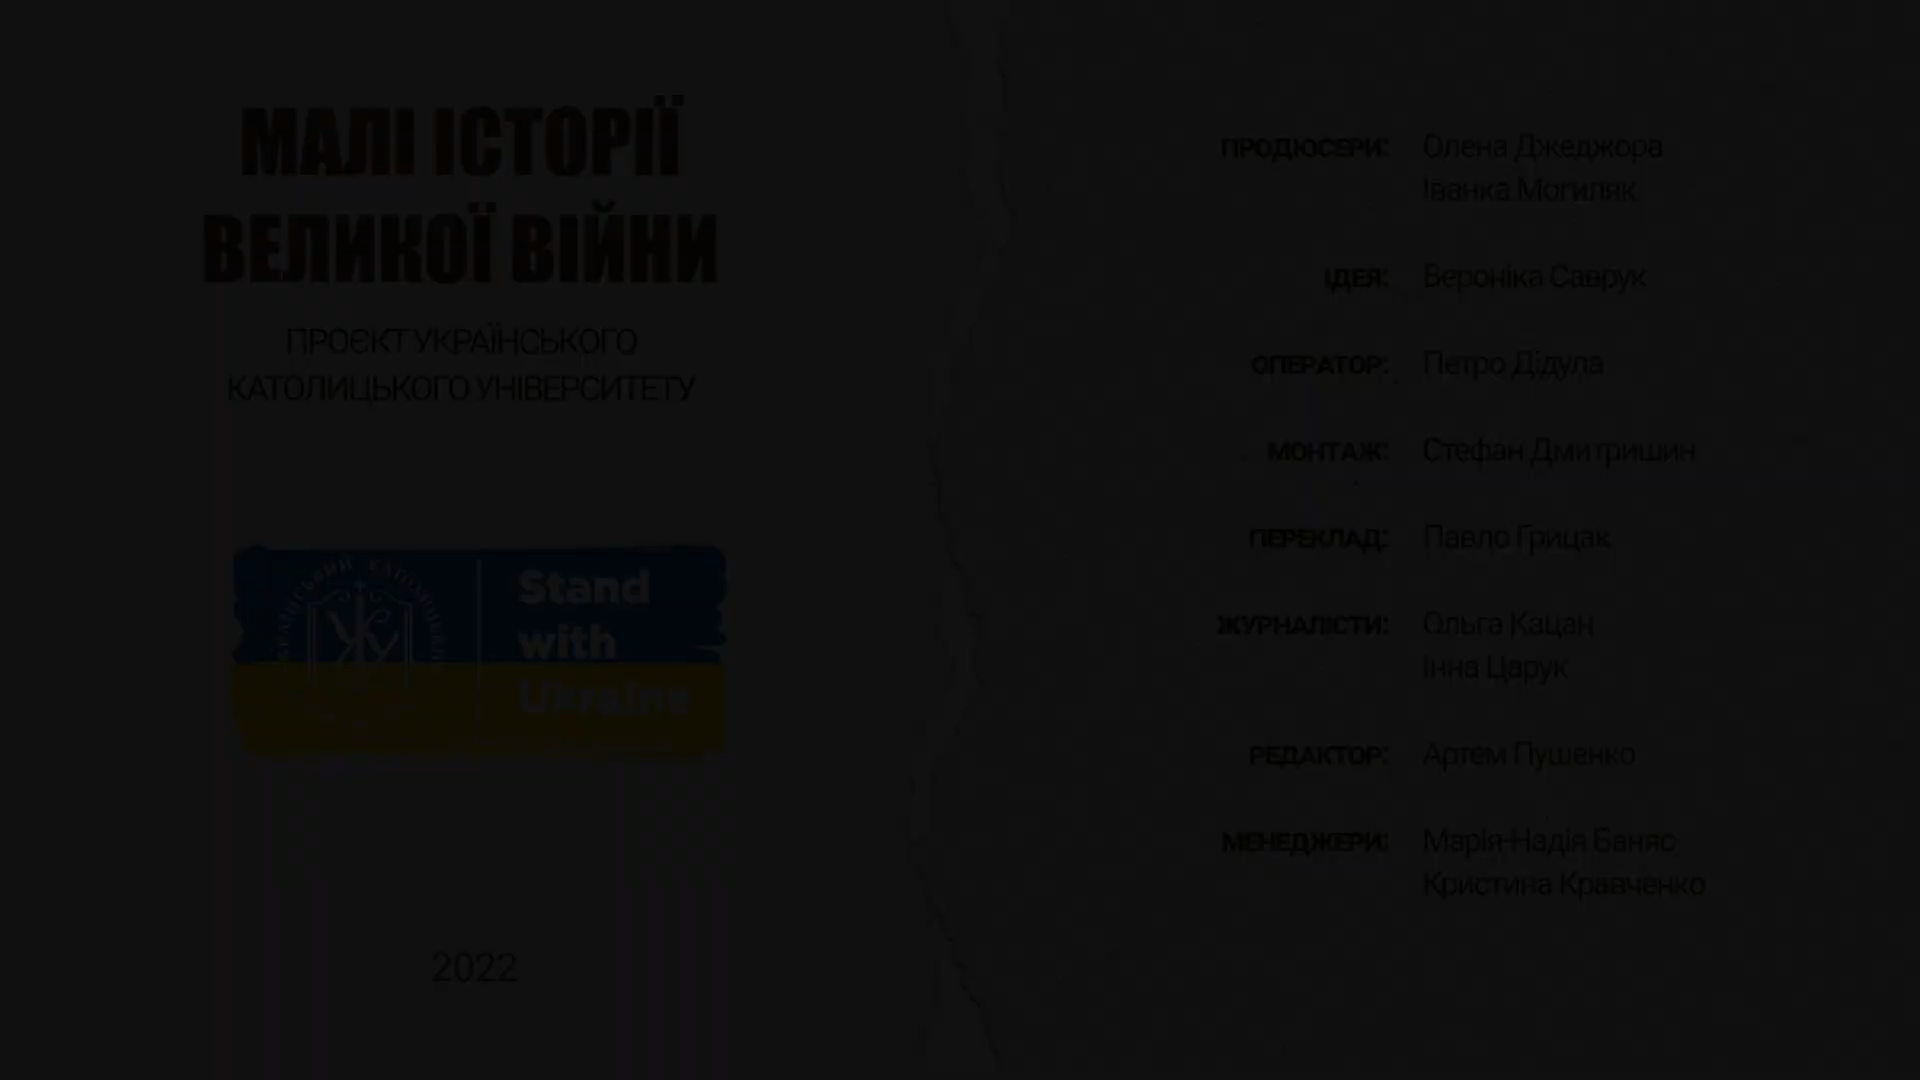 МАЛІ ІСТОРІЇ
ВЕЛИКОЇ ВІЙНИ
ПРОЄКТ УКРАЇНСЬКОГО
КАТОЛИЦЬКОГО УНІВЕРСИТЕТУ
УКРАЇНСЬКИЙ КАТОЛИЦЬКИЙ
Stand
with
Ukraine
2022
ПРОДЮСЕРИ: Олена Джеджора
Іванка Могиляк
ІДЕЯ: Вероніка Саврук
ОПЕРАТОР: Петро Дідула
МОНТАЖ: Стефан Дмитришин
ПЕРЕКЛАД: Павло Грицак
ЖУРНАЛІСТИ: Ольга Кацан
Інна Царук
РЕДАКТОР: Артем Пушенко
МЕНЕДЖЕРИ: Марія-Надія Баняс
Кристина Кравченко